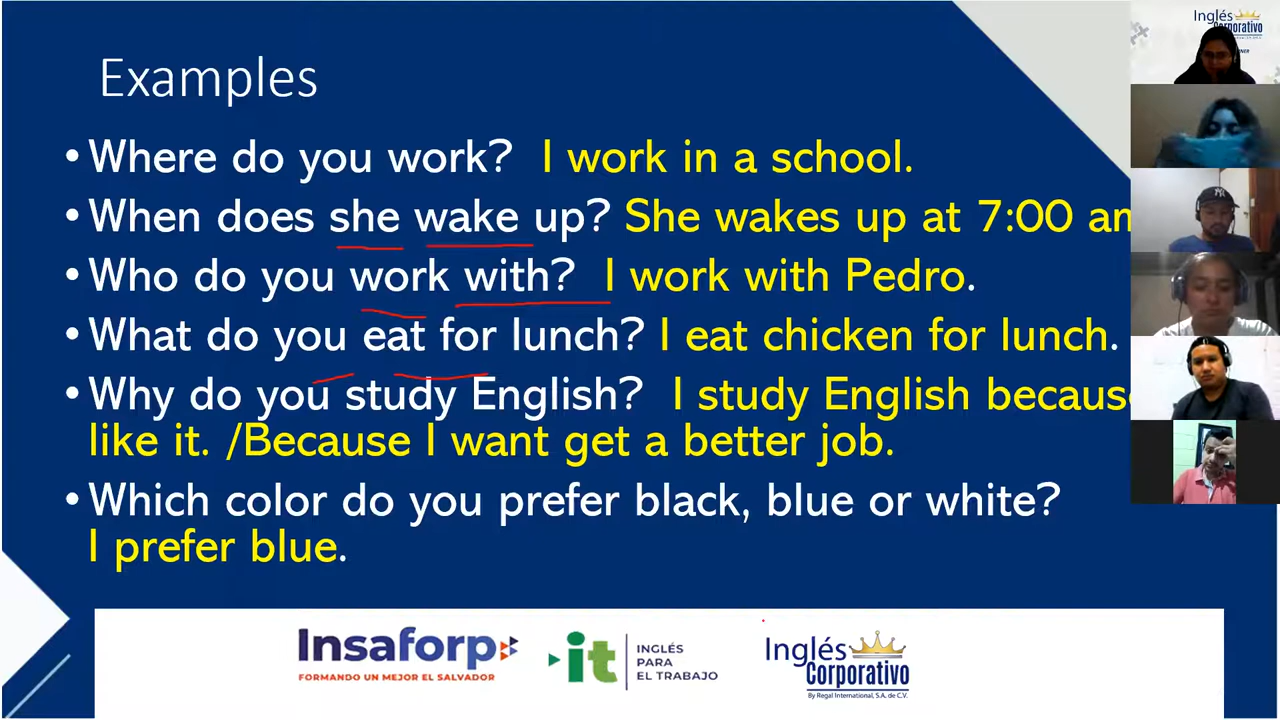 Examples
• Where do you work? I work in a school.
• When does she wake up? She wakes up at 7:00 am
• Who do you work with? I work with Pedro.
• What do you eat for lunch? I eat chicken for lunch.
• Why do you study English? I study English because
like it. /Because I want get a better job.
• Which color do you prefer black, blue or white?
I prefer blue.
Insaforp
FORMANDO UN MEJOR EL SALVADOR
it
INGLÉS
PARA
EL TRABAJO
Inglés
Corporativo
By Regal International, S.A. de C.V.
Inglés
Corporativo